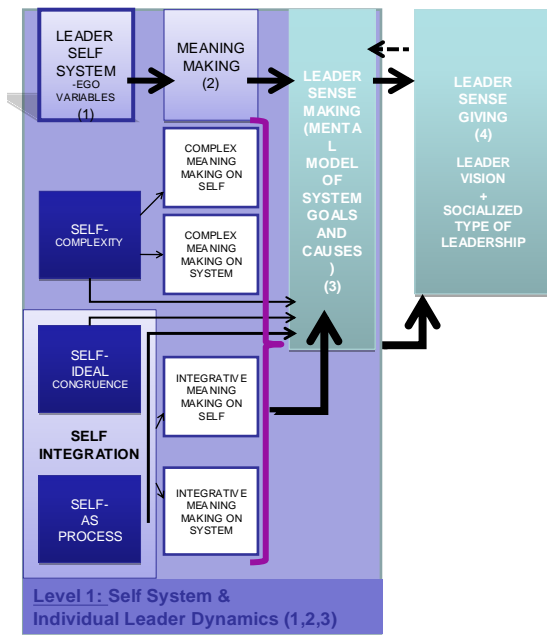 LEADER
SELF
SYSTEM
-EGO
VARIABLES
(1)
MEANING
MAKING
(2)
LEADER
SENSE
MAKING
(MENTA
L
MODEL
OF
SYSTEM
GOALS
AND
CAUSES
)
(3)
LEADER
SENSE
GIVING
(4)
LEADER
VISION
+
SOCIALIZED
TYPE OF
LEADERSHIP
COMPLEX
MEANING
MAKING ON
SELF
SELF-
COMPLEXITY
COMPLEX
MEANING
MAKING ON
SYSTEM
SELF-
IDEAL
CONGRUENCE
INTEGRATIVE
MEANING
MAKING ON
SELF
SELF
INTEGRATION
SELF-
AS
PROCESS
INTEGRATIVE
MEANING
MAKING ON
SYSTEM
Level 1: Self System &
Individual Leader Dynamics (1,2,3)